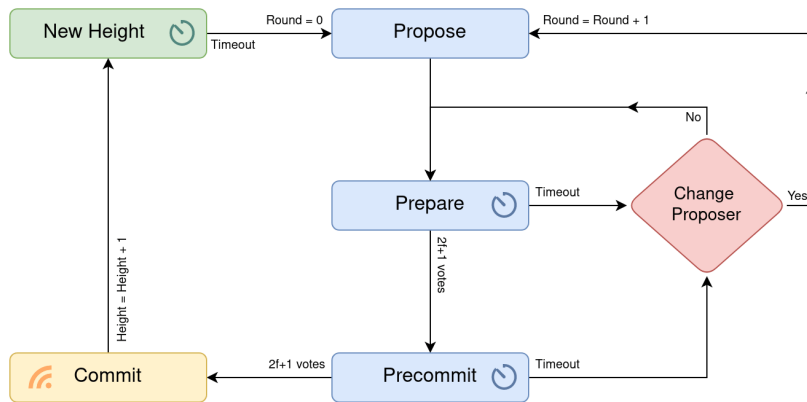 New Height
Timeout
Round = 0
Propose
Round = Round + 1
No
Prepare
Timeout
Change
Proposer
Yes
2f+1 votes
Height = Height + 1
Commit
2f+1 votes
Precommit
Timeout